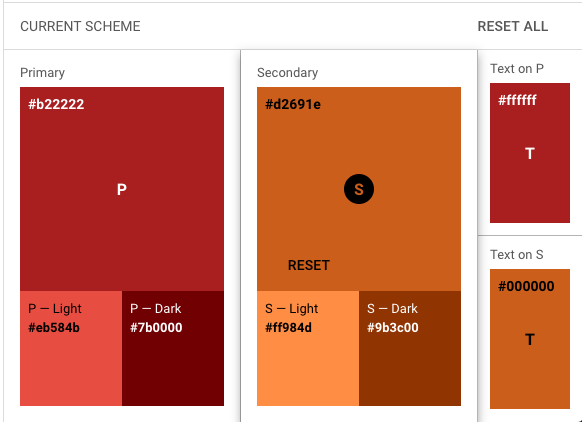 CURRENT SCHEME
RESET ALL
Primary
#b22222
P
P — Light
#eb584b
P — Dark
#7b0000
Secondary
#d2691e
S
RESET
S — Light
#ff984d
S — Dark
#9b3c00
Text on P
#ffffff
T
Text on S
#000000
T